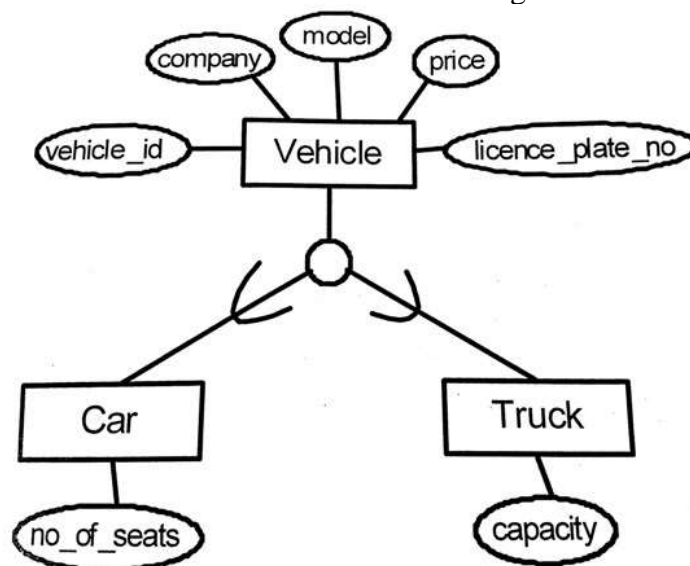 model
company
price
vehicle_id
Vehicle
licence_plate_no
Car
Truck
no_of_seats
capacity